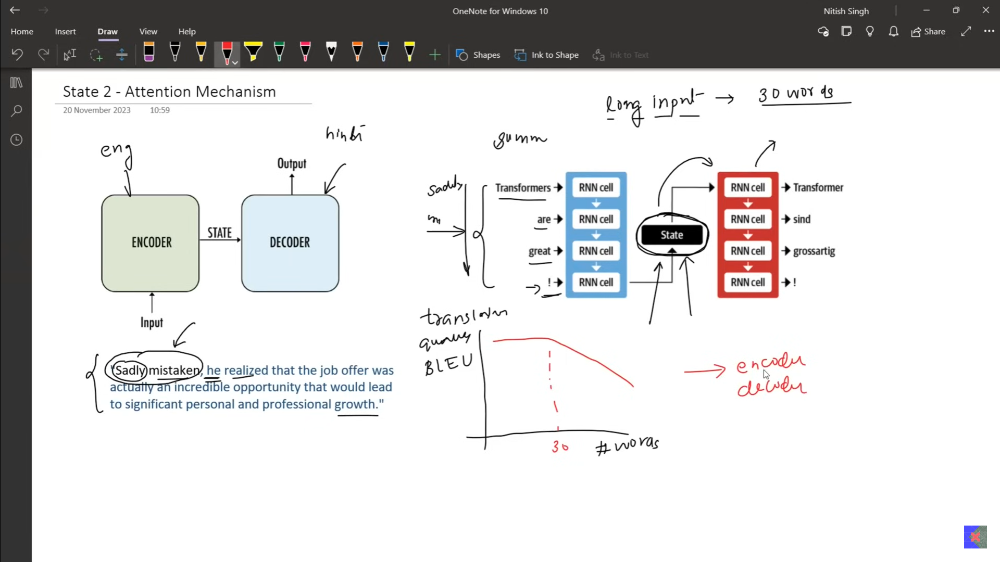 OneNote for Windows 10
Nitish Singh
Home
Insert
Draw
View
Help
Share
Shapes
Ink to Shape
Ink to Text
State 2 - Attention Mechanism
20 November 2023
10:59
long input → 30 words
eng
hindi
summ
Output
ENCODER
STATE
DECODER
Input
Transformers
are
great
!
RNN cell
RNN cell
RNN cell
RNN cell
State
RNN cell
RNN cell
RNN cell
RNN cell
Transformer
sind
grossartig
!
"Sadly mistaken, he realized that the job offer was
actually an incredible opportunity that would lead
to significant personal and professional growth."
translation
BLEU
30
# words
encoder
decoder